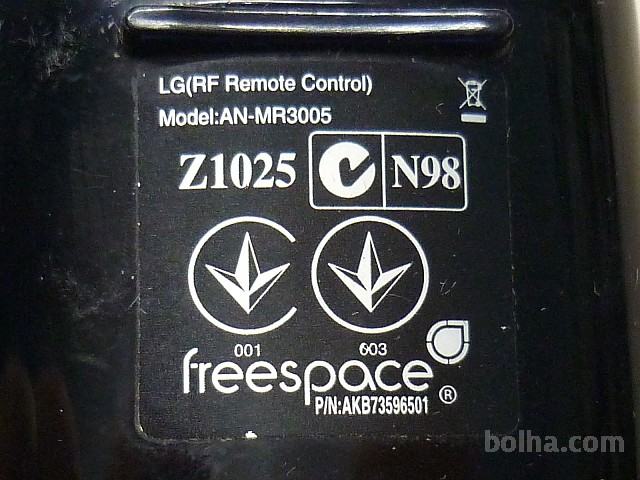 LG(RF Remote Control)
Model:AN-MR3005
Z1025 N98
001 603
freespace ®
P/N:AKB73596501
bolha.com